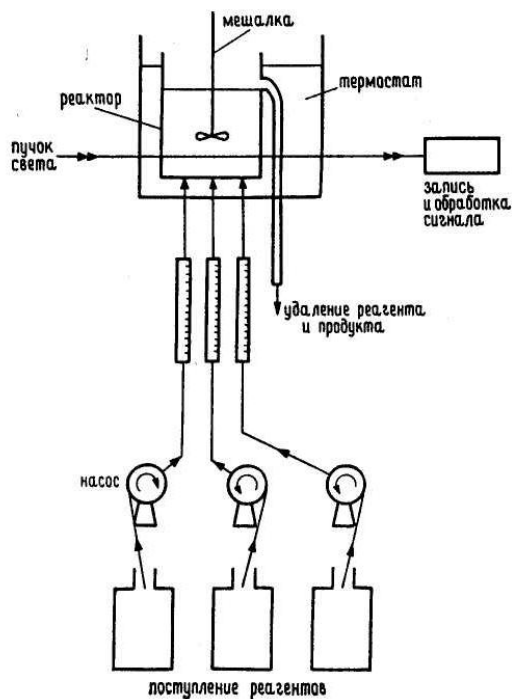 мешалка
термостат
реактор
пучок
света
запись
и обработка
сигнала
удаление реагента
и продукта
насос
поступление реагентов